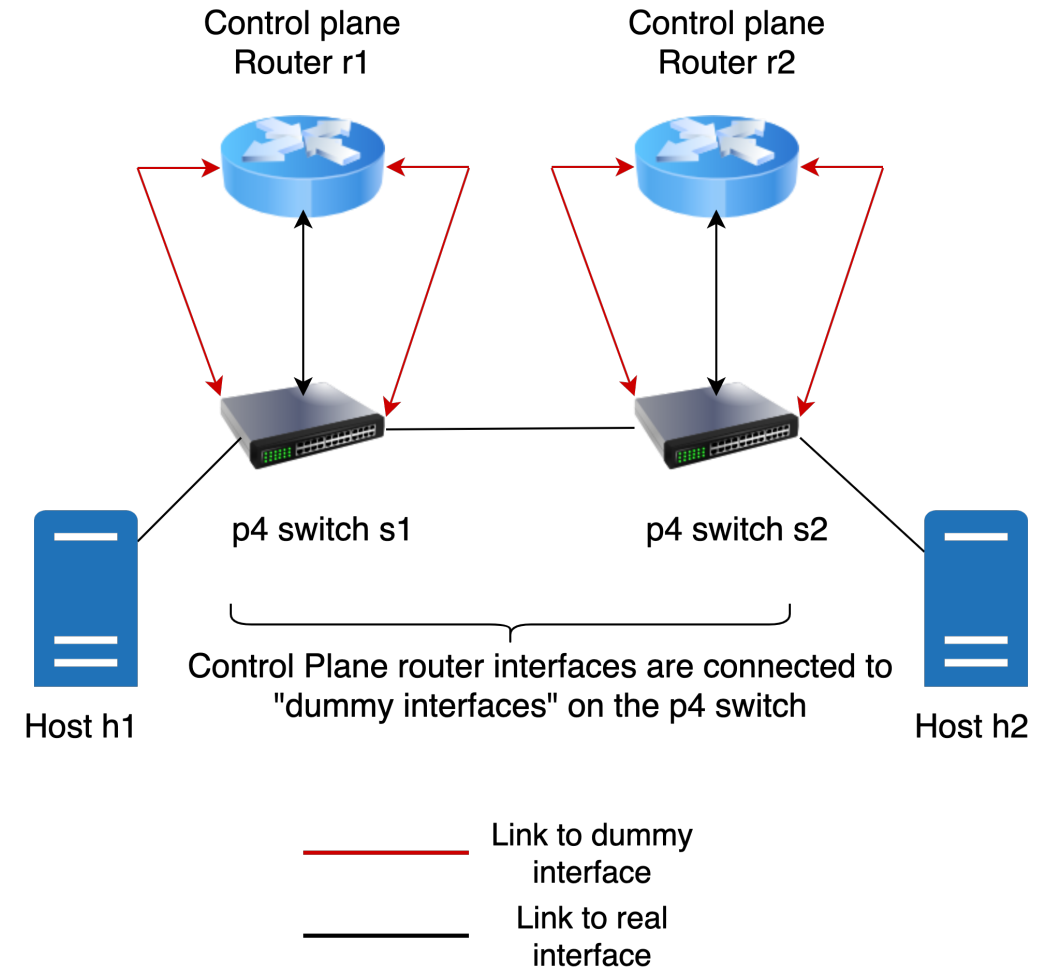 Control plane
Router r1
Control plane
Router r2
p4 switch s1
p4 switch s2
Control Plane router interfaces are connected to
"dummy interfaces" on the p4 switch
Host h1
Host h2
Link to dummy
interface
Link to real
interface